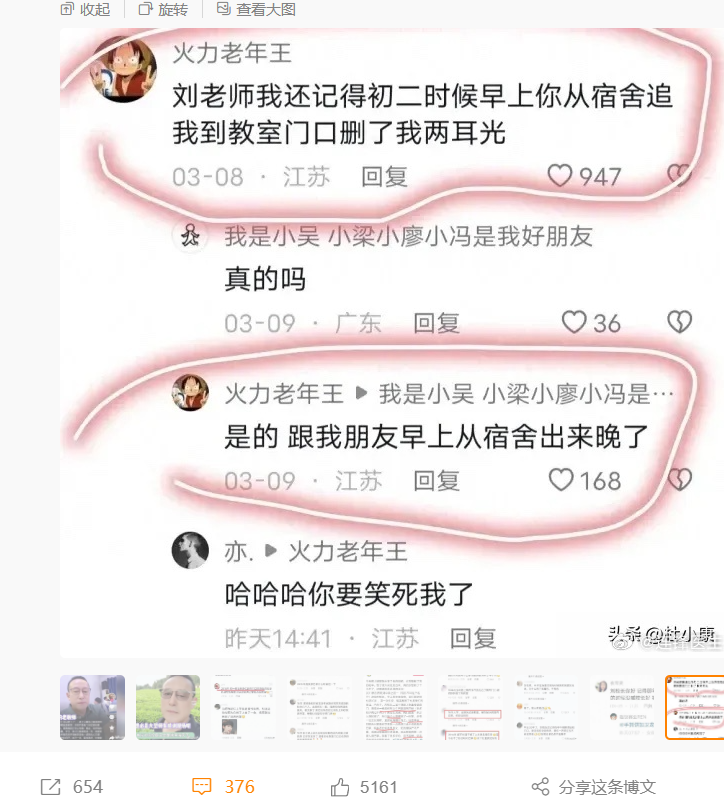 收起 旋转 查看大图
火力老年王
刘老师我还记得初二时候早上你从宿舍追
我到教室门口删了我两耳光
03-08 · 江苏 回复 947
我是小吴 小梁小廖小冯是我好朋友
真的吗
03-09 · 广东 回复 36
火力老年王 ▶ 我是小吴 小梁小廖小冯是…
是的 跟我朋友早上从宿舍出来晚了
03-09 · 江苏 回复 168
亦. ▶ 火力老年王
哈哈哈你要笑死我了
昨天14:41 · 江苏 回复
头条 @杜小康
654 376 5161 分享这条博文